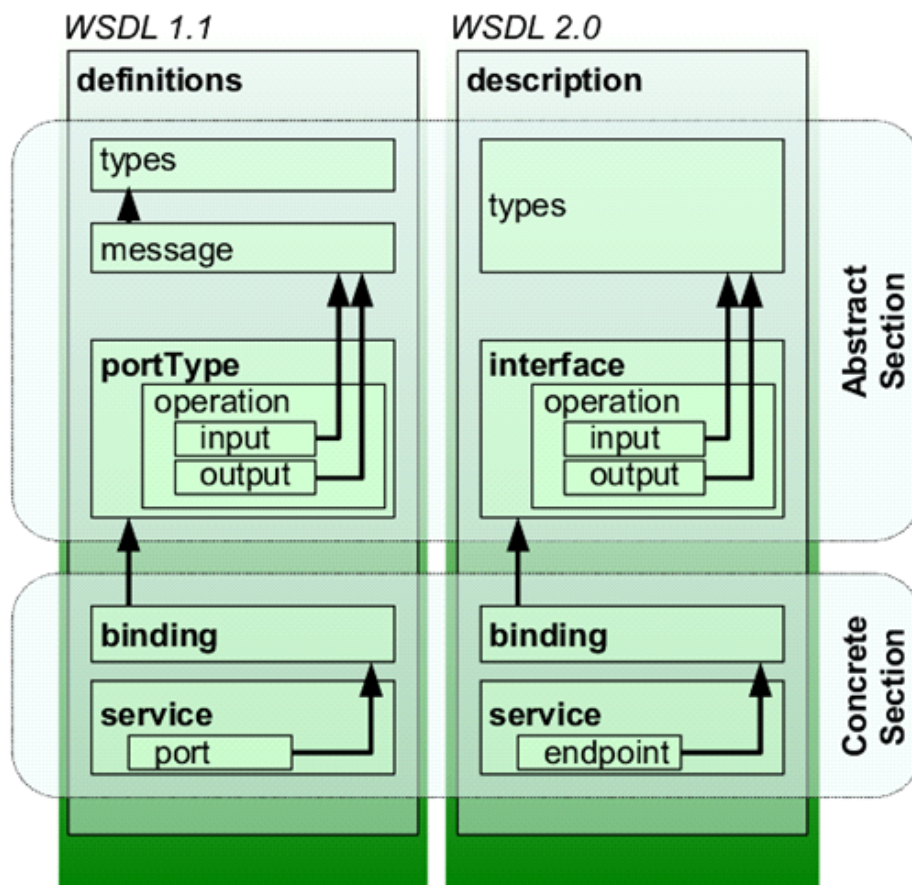 WSDL 1.1
definitions
types
message
portType
operation
input
output
binding
service
port
WSDL 2.0
description
types
interface
operation
input
output
binding
service
endpoint
Abstract
Section
Concrete
Section